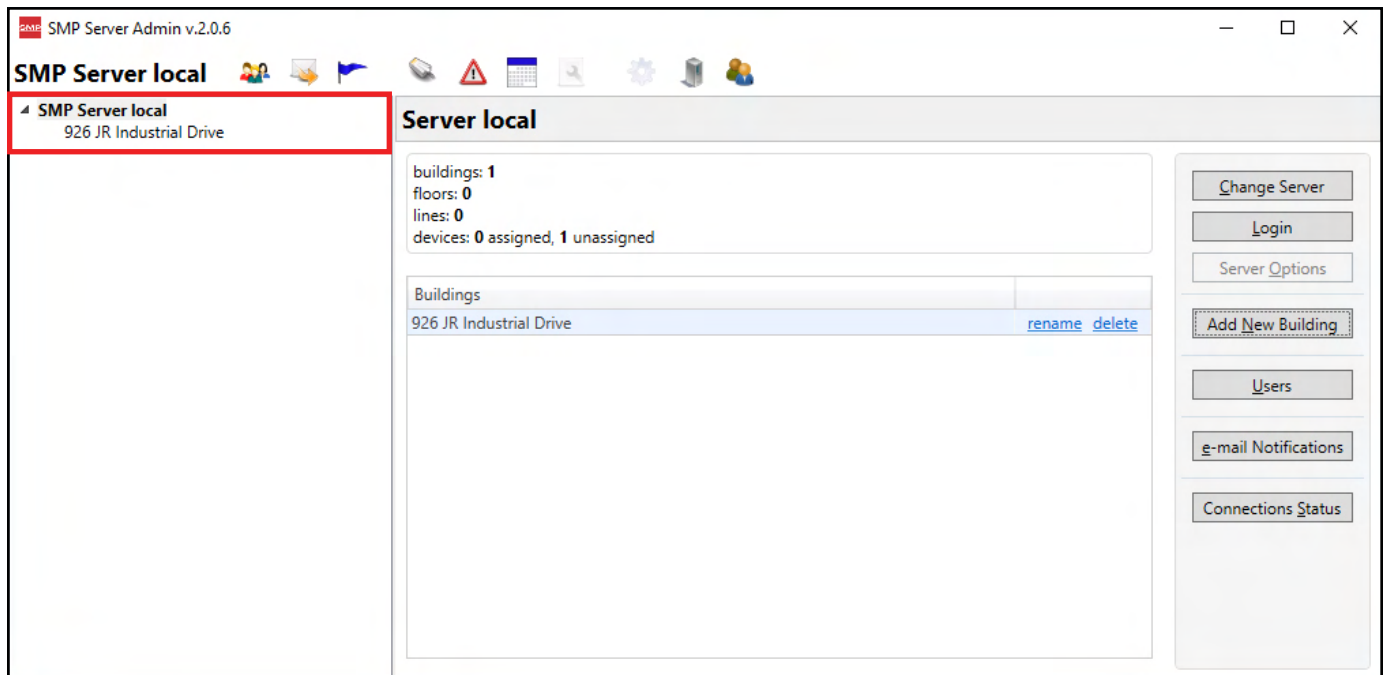 SMP SMP Server Admin v.2.0.6
SMP Server local
SMP Server local
926 JR Industrial Drive
Server local
buildings: 1
floors: 0
lines: 0
devices: 0 assigned, 1 unassigned
Buildings
926 JR Industrial Drive rename delete
Change Server
Login
Server Options
Add New Building
Users
e-mail Notifications
Connections Status